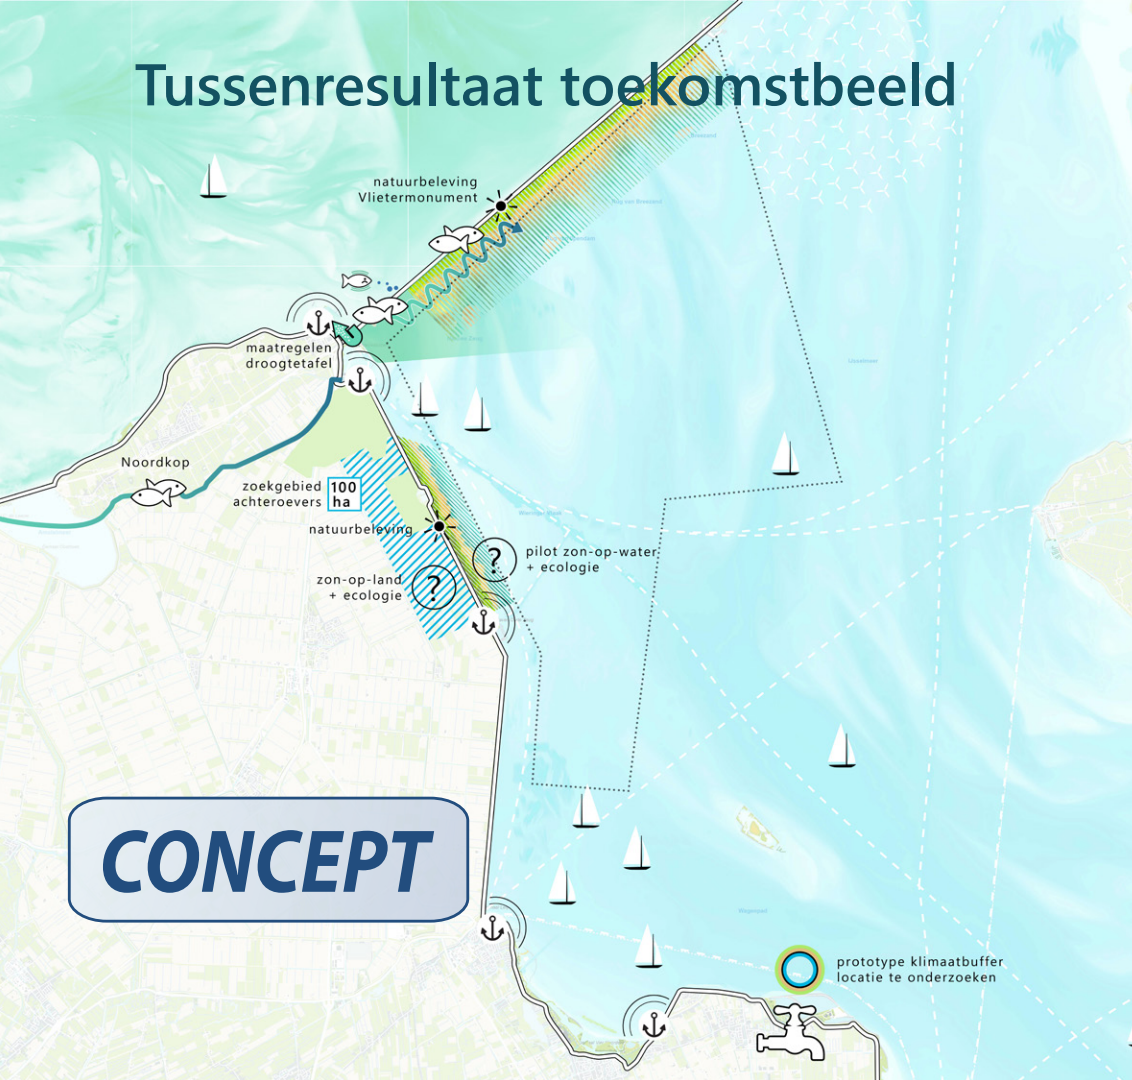 Tussenresultaat toekomstbeeld
natuurbeleving
Vlietermonument
maatregelen
droogtetafel
Noordkop
zoekgebied
achteroevers
100
ha
natuurbeleving
pilot zon-op-water
+ ecologie
?
zon-op-land
+ ecologie
?
CONCEPT
prototype klimaatbuffer
locatie te onderzoeken